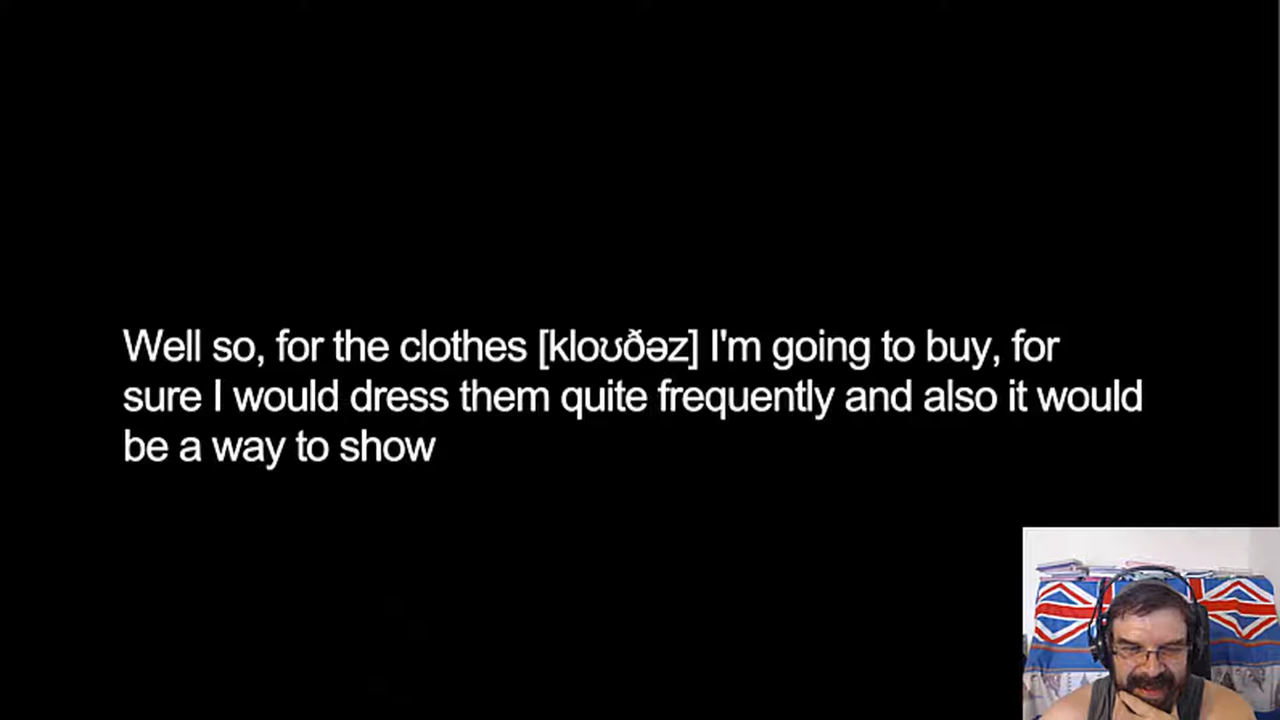 Well so, for the clothes [kloʊðəz] I'm going to buy, for
sure I would dress them quite frequently and also it would
be a way to show